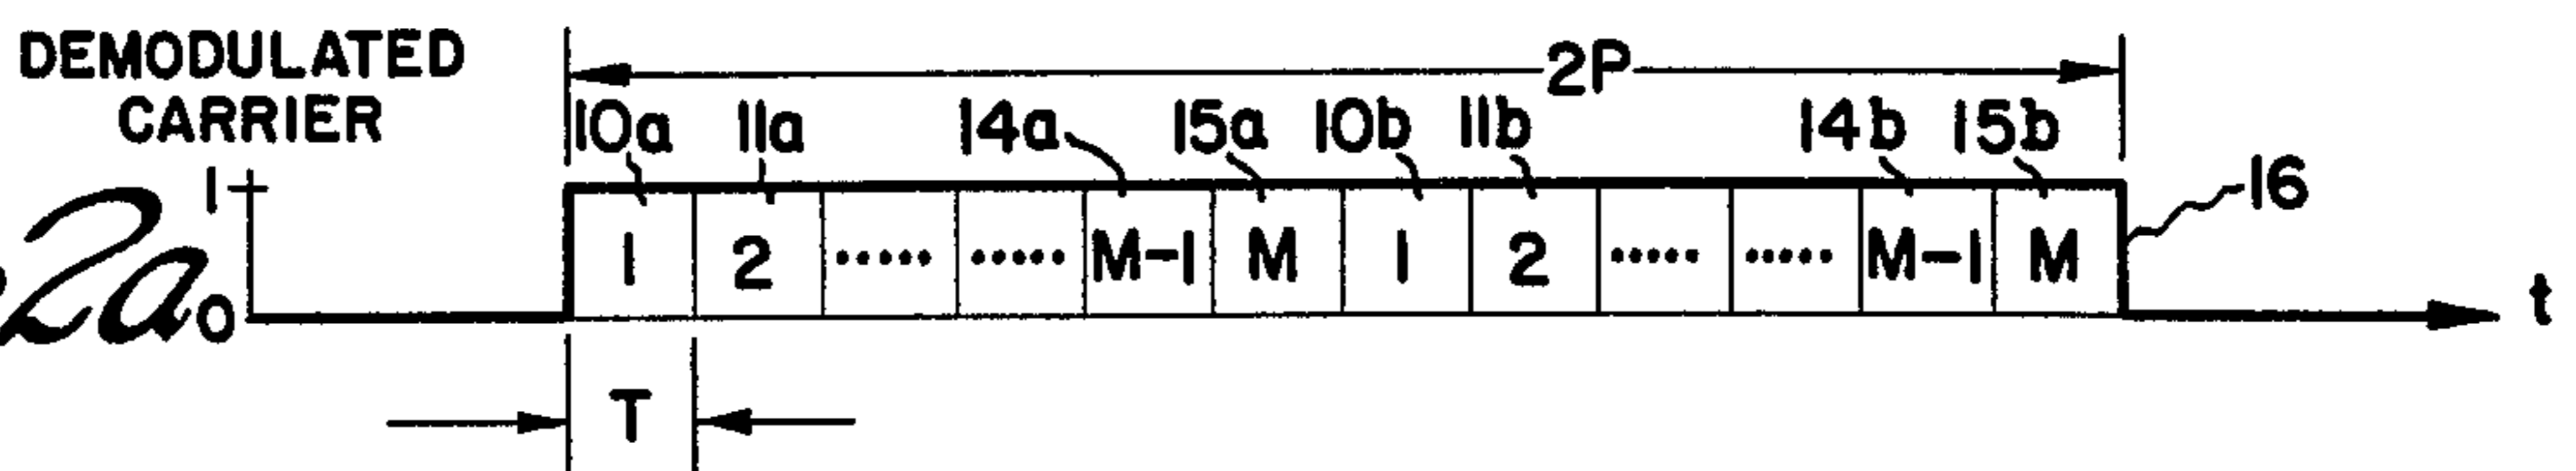 DEMODULATED
CARRIER
2P
10a 11a 14a 15a 10b 11b 14b 15b
1
16
1 2 ..... ..... M-1 M 1 2 ..... ..... M-1 M
2a
0
t
T